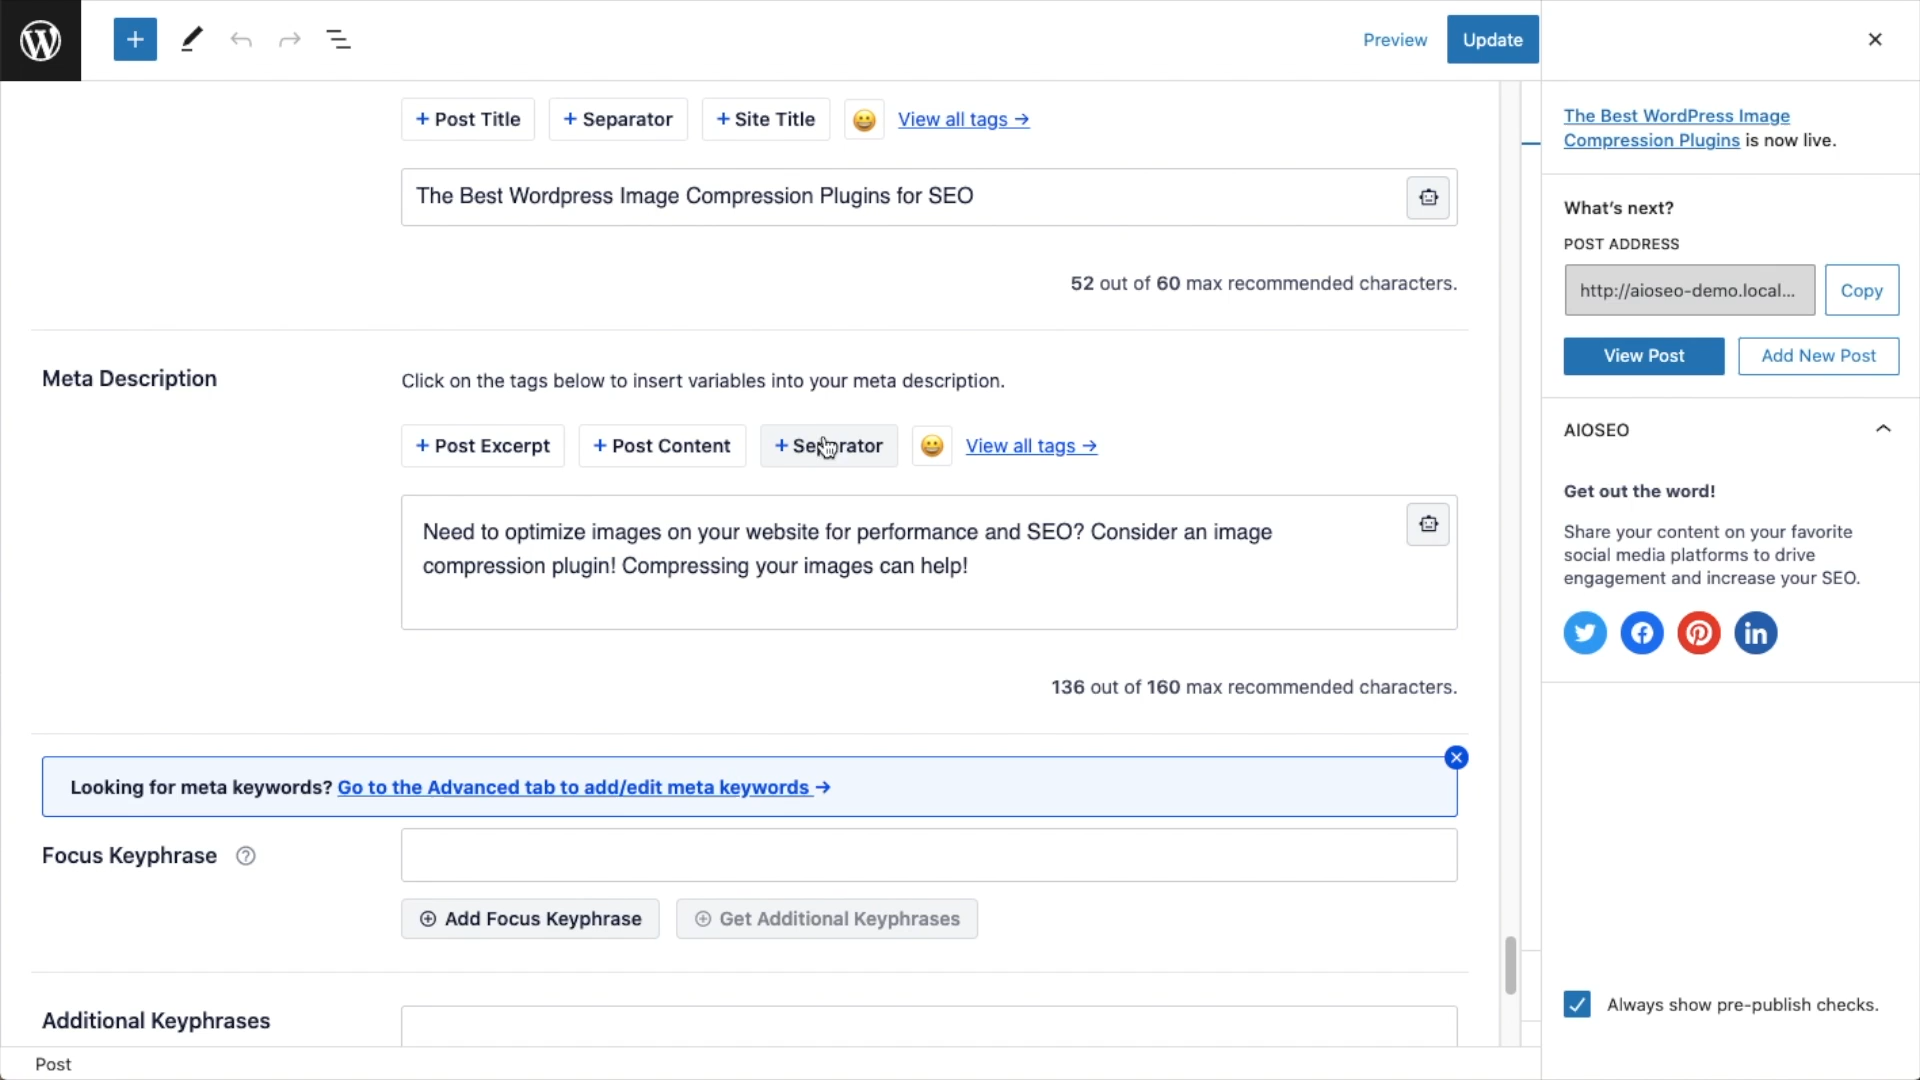 Preview
Update
+ Post Title
+ Separator
+ Site Title
View all tags →
The Best Wordpress Image Compression Plugins for SEO
52 out of 60 max recommended characters.
Meta Description
Click on the tags below to insert variables into your meta description.
+ Post Excerpt
+ Post Content
+ Separator
View all tags →
Need to optimize images on your website for performance and SEO? Consider an image
compression plugin! Compressing your images can help!
136 out of 160 max recommended characters.
Looking for meta keywords? Go to the Advanced tab to add/edit meta keywords →
Focus Keyphrase
Add Focus Keyphrase
Get Additional Keyphrases
Additional Keyphrases
Post
The Best WordPress Image
Compression Plugins is now live.
What's next?
POST ADDRESS
http://aioseo-demo.local...
Copy
View Post
Add New Post
AIOSEO
Get out the word!
Share your content on your favorite
social media platforms to drive
engagement and increase your SEO.
Always show pre-publish checks.